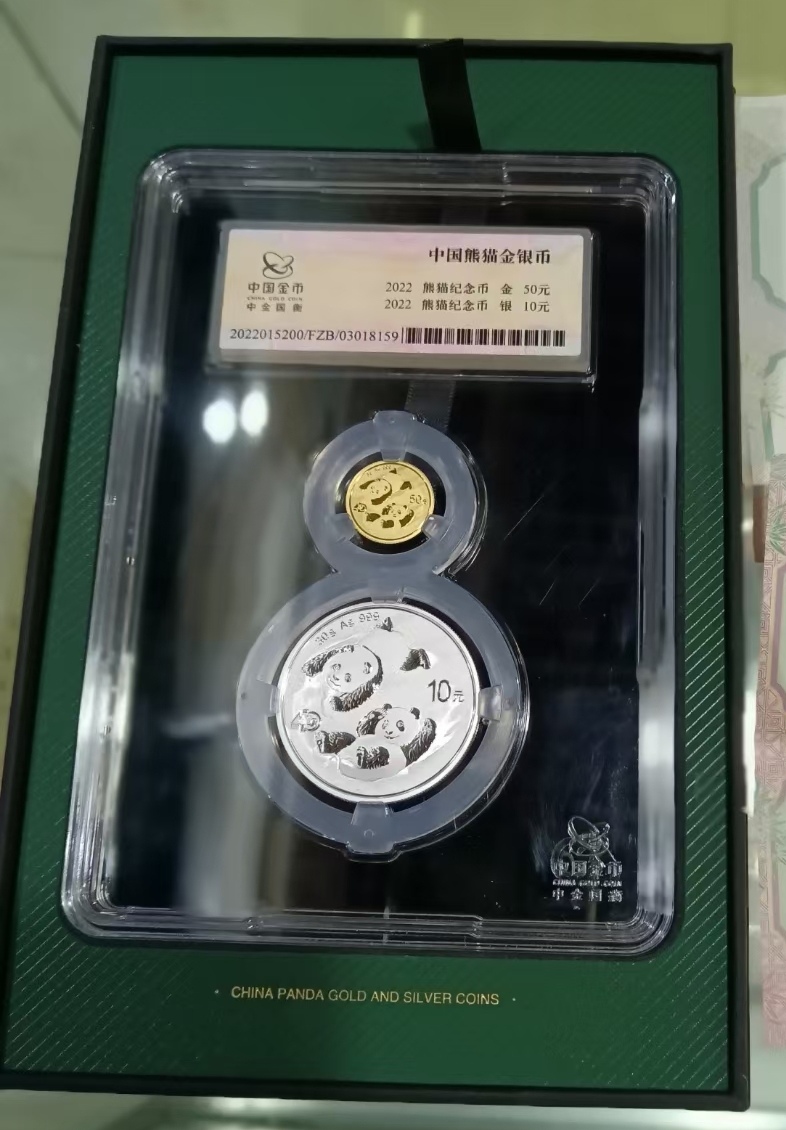 中国熊猫金银币
中国金币
CHINA GOLD COIN
中金国衡
2022 熊猫纪念币 金 50元
2022 熊猫纪念币 银 10元
2022015200/FZB/03018159
50元
30g Ag 999
10元
中国金币
CHINA GOLD COIN
中金国衡
· CHINA PANDA GOLD AND SILVER COINS ·